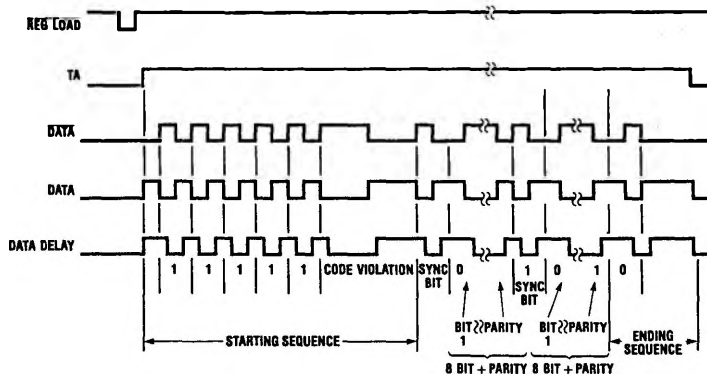 REG LOAD
TA
DATA
DATA
DATA DELAY
1 1 1 1 1 CODE VIOLATION SYNC BIT 0 1 SYNC BIT 0 1 0
BIT 1 PARITY BIT 1 PARITY
STARTING SEQUENCE
ENDING SEQUENCE
8 BIT + PARITY 8 BIT + PARITY